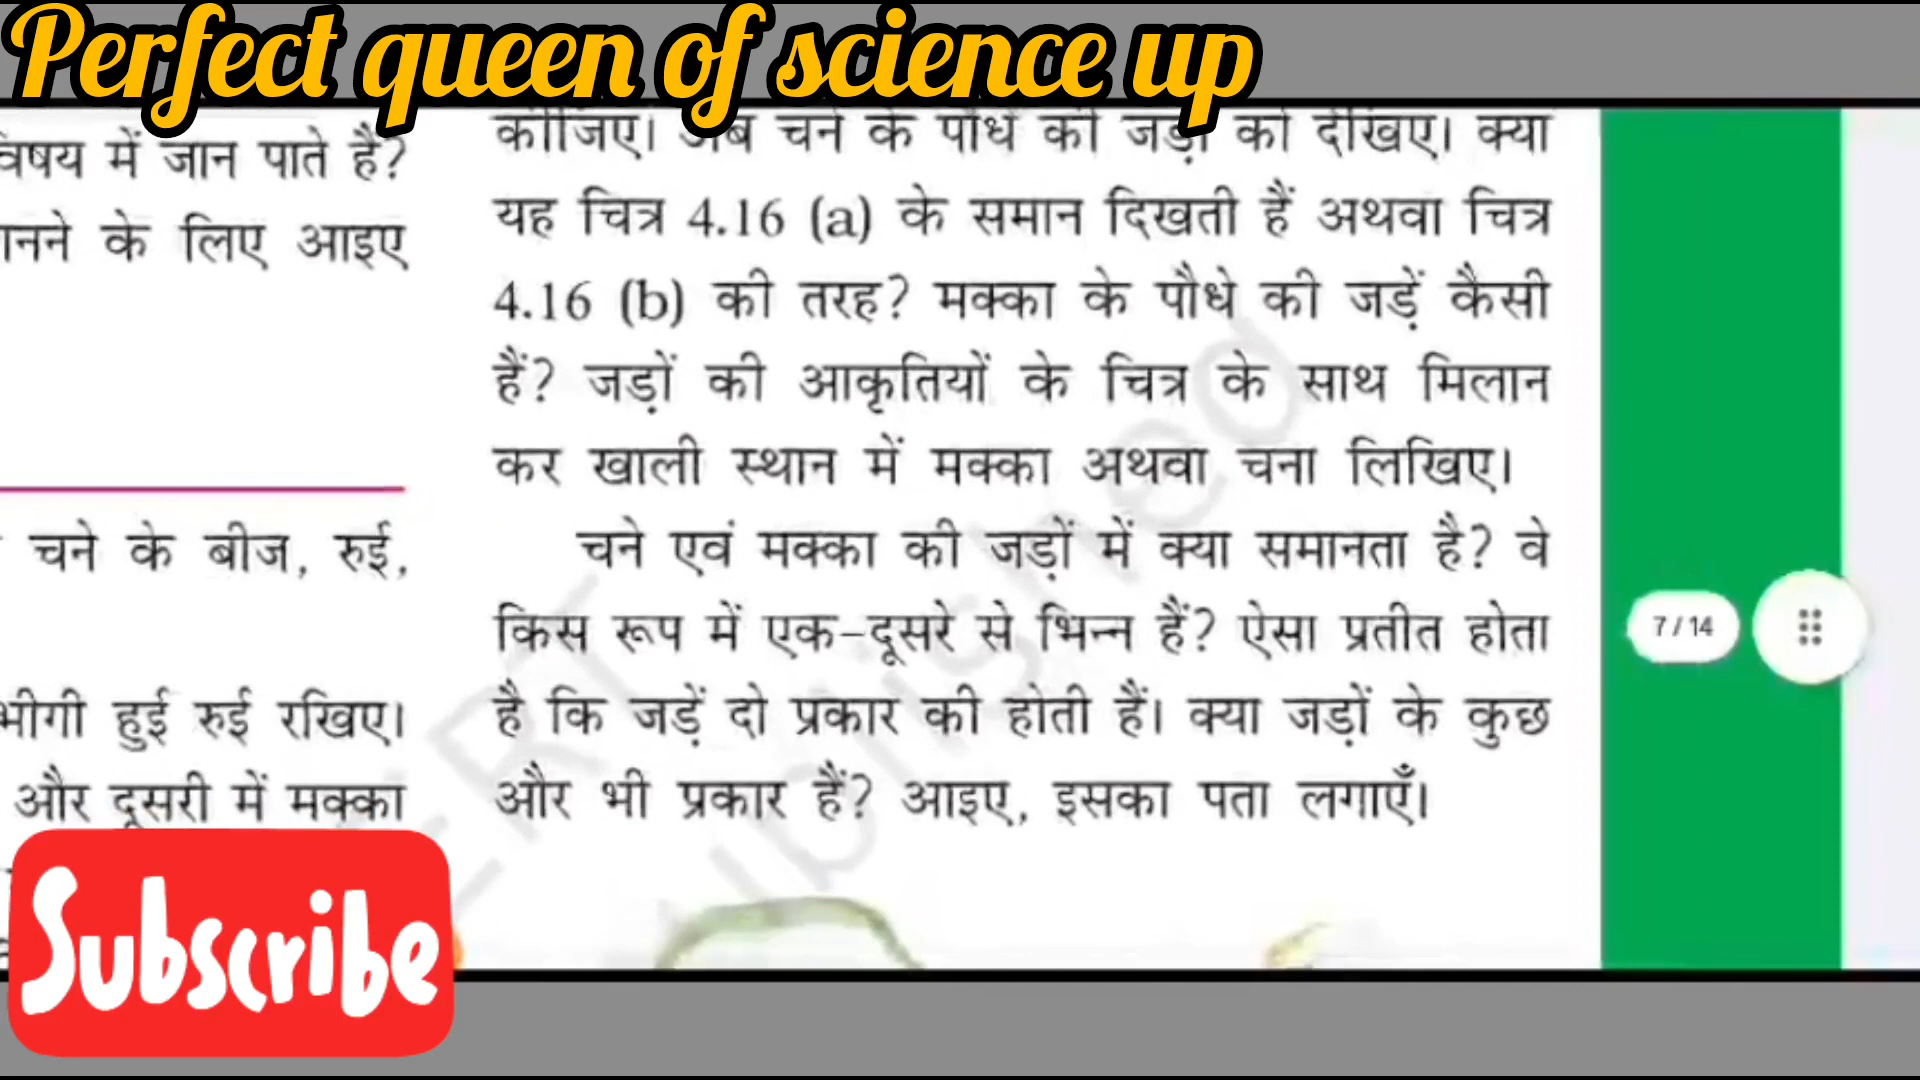 Perfect queen of science up
विषय में जान पाते हैं?
के लिए आइए
चने के बीज, रुई,
भीगी हुई रुई रखिए।
और दूसरी में मक्का
कीजिए। अब चने के पौधे की जड़ों को देखिए। क्या
यह चित्र 4.16 (a) के समान दिखती हैं अथवा चित्र
4.16 (b) की तरह? मक्का के पौधे की जड़ें कैसी
हैं? जड़ों की आकृतियों के चित्र के साथ मिलान
कर खाली स्थान में मक्का अथवा चना लिखिए।
चने एवं मक्का की जड़ों में क्या समानता है? वे
किस रूप में एक-दूसरे से भिन्न हैं? ऐसा प्रतीत होता
है कि जड़ें दो प्रकार की होती हैं। क्या जड़ों के कुछ
और भी प्रकार हैं? आइए, इसका पता लगाएँ।
7/14
Subscribe